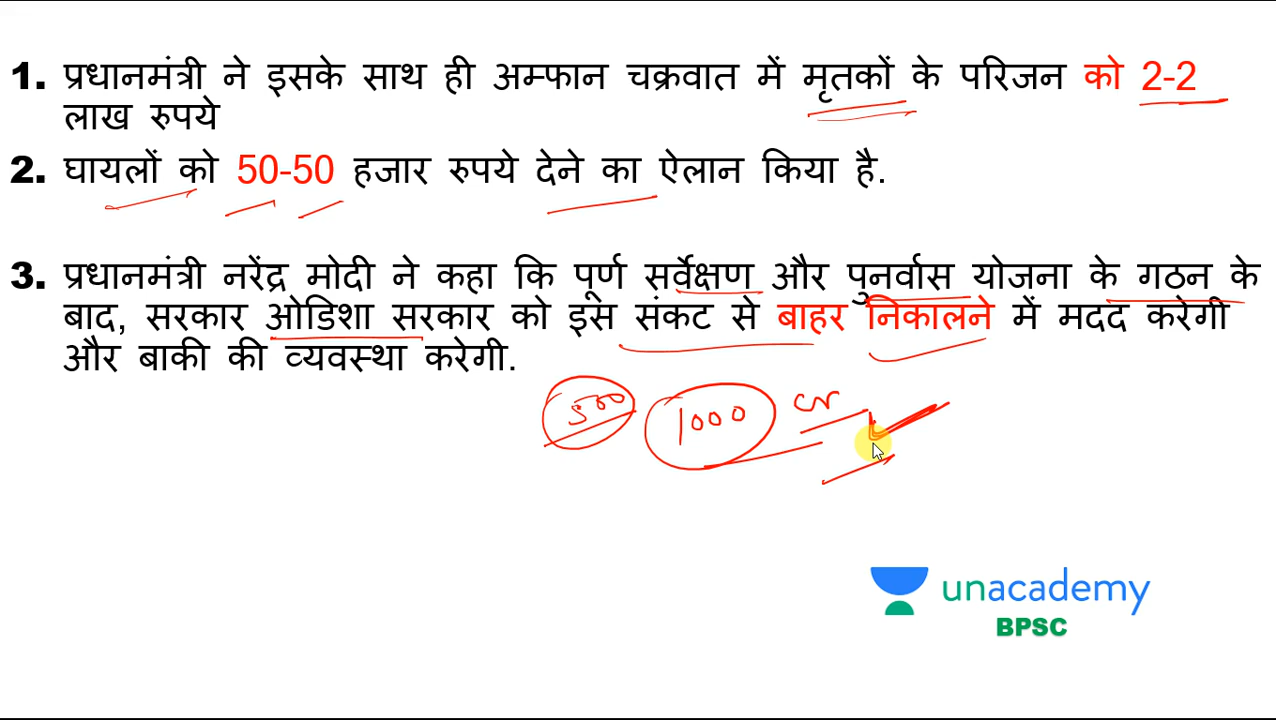 1. प्रधानमंत्री ने इसके साथ ही अम्फान चक्रवात में मृतकों के परिजन को 2-2
लाख रुपये
2. घायलों को 50-50 हजार रुपये देने का ऐलान किया है.
3. प्रधानमंत्री नरेंद्र मोदी ने कहा कि पूर्ण सर्वेक्षण और पुनर्वास योजना के गठन के
बाद, सरकार ओडिशा सरकार को इस संकट से बाहर निकालने में मदद करेगी
और बाकी की व्यवस्था करेगी.
500 1000 cr
unacademy
BPSC